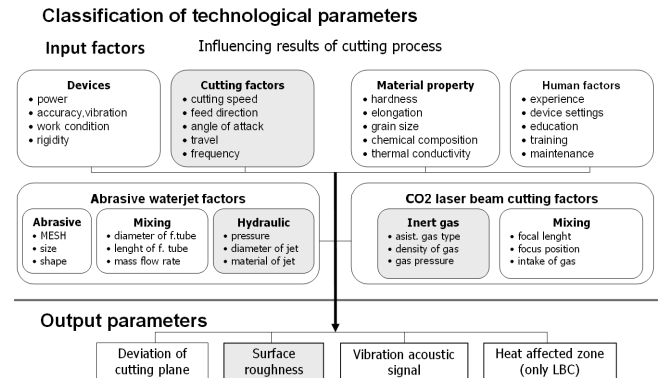 Classification of technological parameters
Input factors
Influencing results of cutting process
Devices
• power
• accuracy,vibration
• work condition
• rigidity
Cutting factors
• cutting speed
• feed direction
• angle of attack
• travel
• frequency
Material property
• hardness
• elongation
• grain size
• chemical composition
• thermal conductivity
Human factors
• experience
• device settings
• education
• training
• maintenance
Abrasive waterjet factors
Abrasive
• MESH
• size
• shape
Mixing
• diameter of f.tube
• lenght of f. tube
• mass flow rate
Hydraulic
• pressure
• diameter of jet
• material of jet
CO2 laser beam cutting factors
Inert gas
• asist. gas type
• density of gas
• gas pressure
Mixing
• focal lenght
• focus position
• intake of gas
Output parameters
Deviation of
cutting plane
Surface
roughness
Vibration acoustic
signal
Heat affected zone
(only LBC)